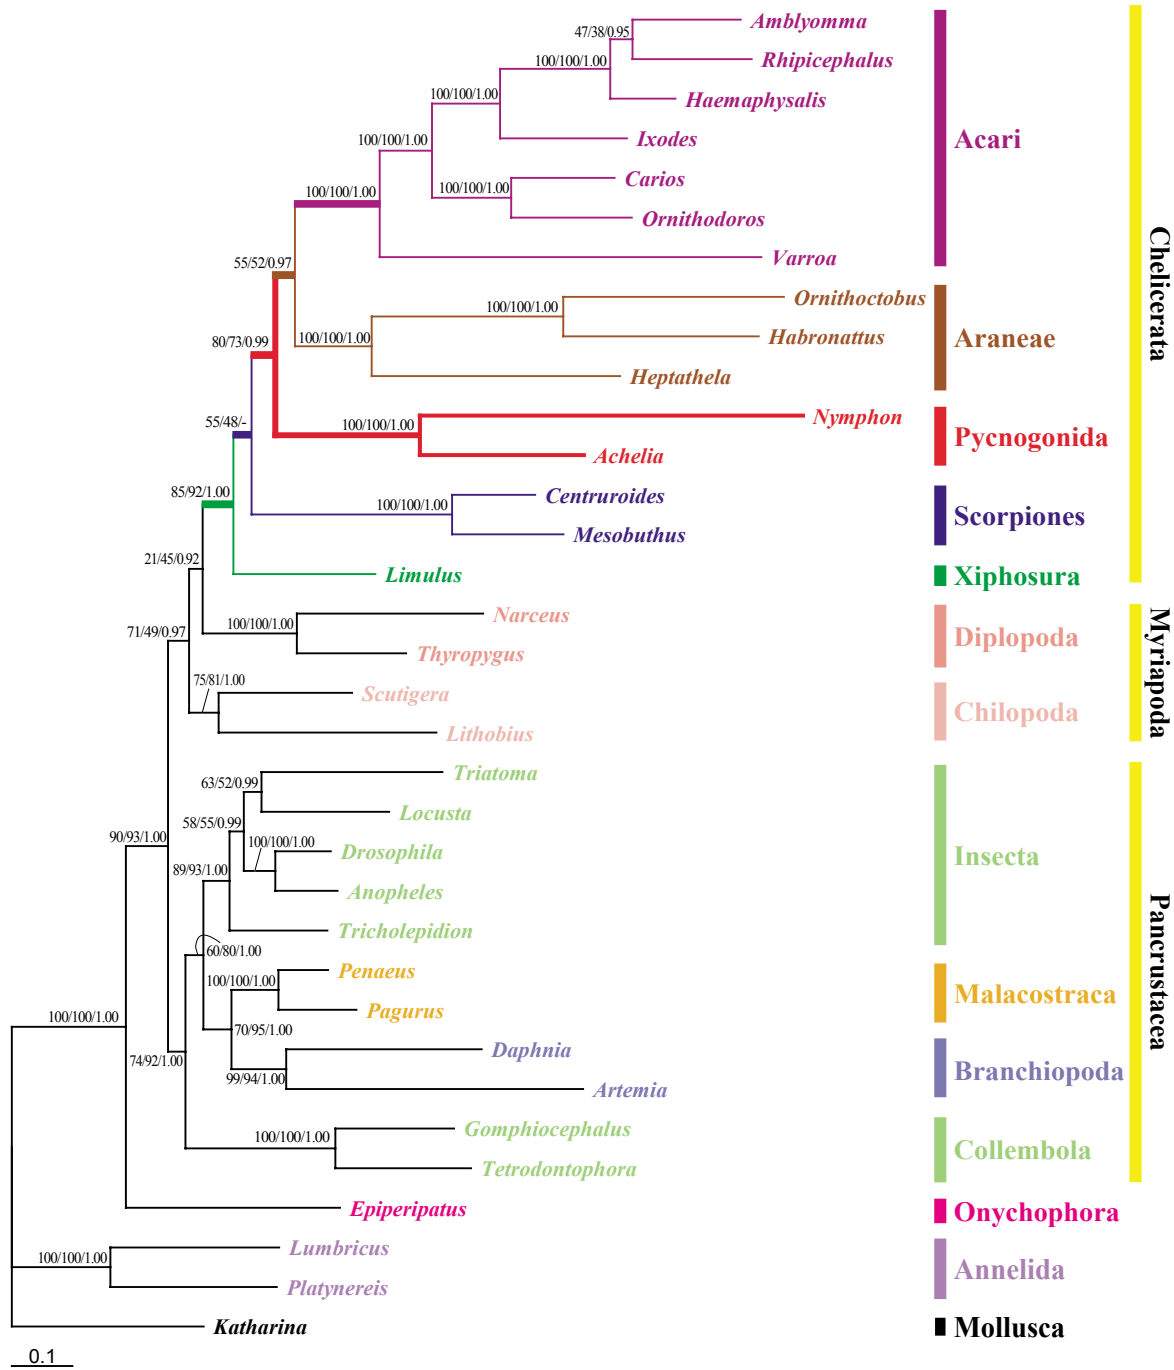 Amblyomma
47/38/0.95
Rhipicephalus
100/100/1.00
Haemaphysalis
100/100/1.00
Ixodes
Acari
100/100/1.00
Carios
100/100/1.00
100/100/1.00
Ornithodoros
Varroa
Chelicerata
55/52/0.97
Ornithoctobus
100/100/1.00
Habronattus
Araneae
100/100/1.00
80/73/0.99
Heptathela
Nymphon
55/48/-
100/100/1.00
Pycnogonida
Achelia
Centruroides
85/92/1.00
100/100/1.00
Scorpiones
Mesobuthus
21/45/0.92
Limulus
Xiphosura
Narceus
71/49/0.97
100/100/1.00
Diplopoda
Thyropygus
Myriapoda
75/81/1.00
Scutigera
Chilopoda
Lithobius
Triatoma
63/52/0.99
Locusta
58/55/0.99
90/93/1.00
100/100/1.00
Drosophila
Insecta
89/93/1.00
Anopheles
Tricholepidion
60/80/1.00
Pancrustacea
Penaeus
100/100/1.00
Malacostraca
Pagurus
100/100/1.00
70/95/1.00
Daphnia
74/92/1.00
Branchiopoda
99/94/1.00
Artemia
Gomphiocephalus
100/100/1.00
Collembola
Tetrodontophora
Epiperipatus
Onychophora
Lumbricus
100/100/1.00
Annelida
Platynereis
Katharina
Mollusca
0.1